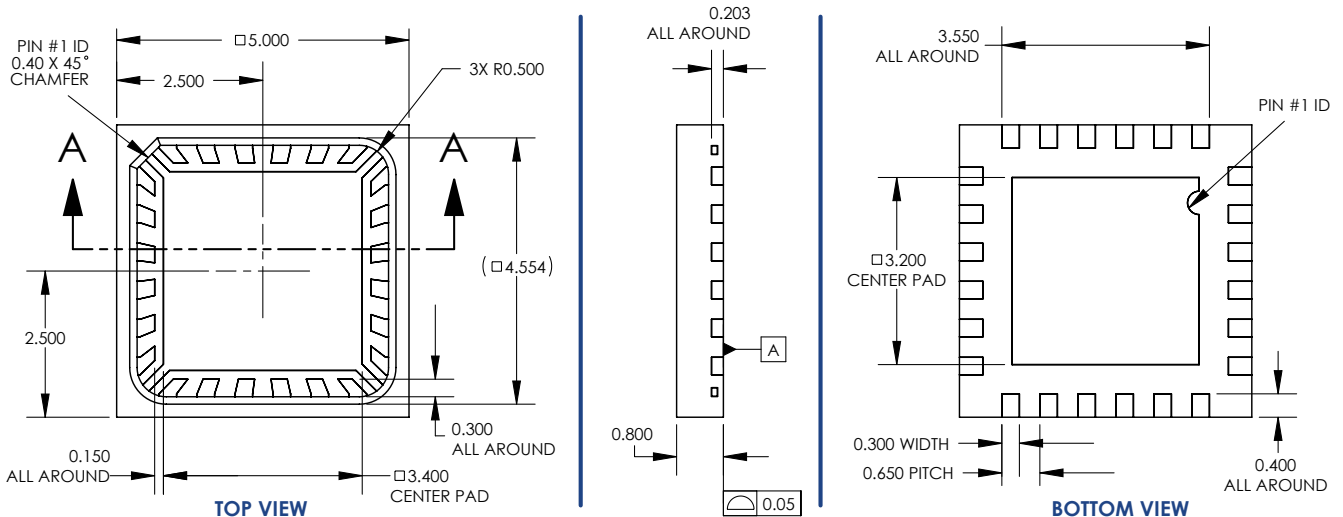 PIN #1 ID
0.40 X 45°
CHAMFER
□5.000
2.500
3X R0.500
A
A
(□4.554)
2.500
0.150
ALL AROUND
0.300
ALL AROUND
□3.400
CENTER PAD
TOP VIEW
0.203
ALL AROUND
A
0.800
⌓ 0.05
3.550
ALL AROUND
PIN #1 ID
□3.200
CENTER PAD
0.300 WIDTH
0.650 PITCH
0.400
ALL AROUND
BOTTOM VIEW